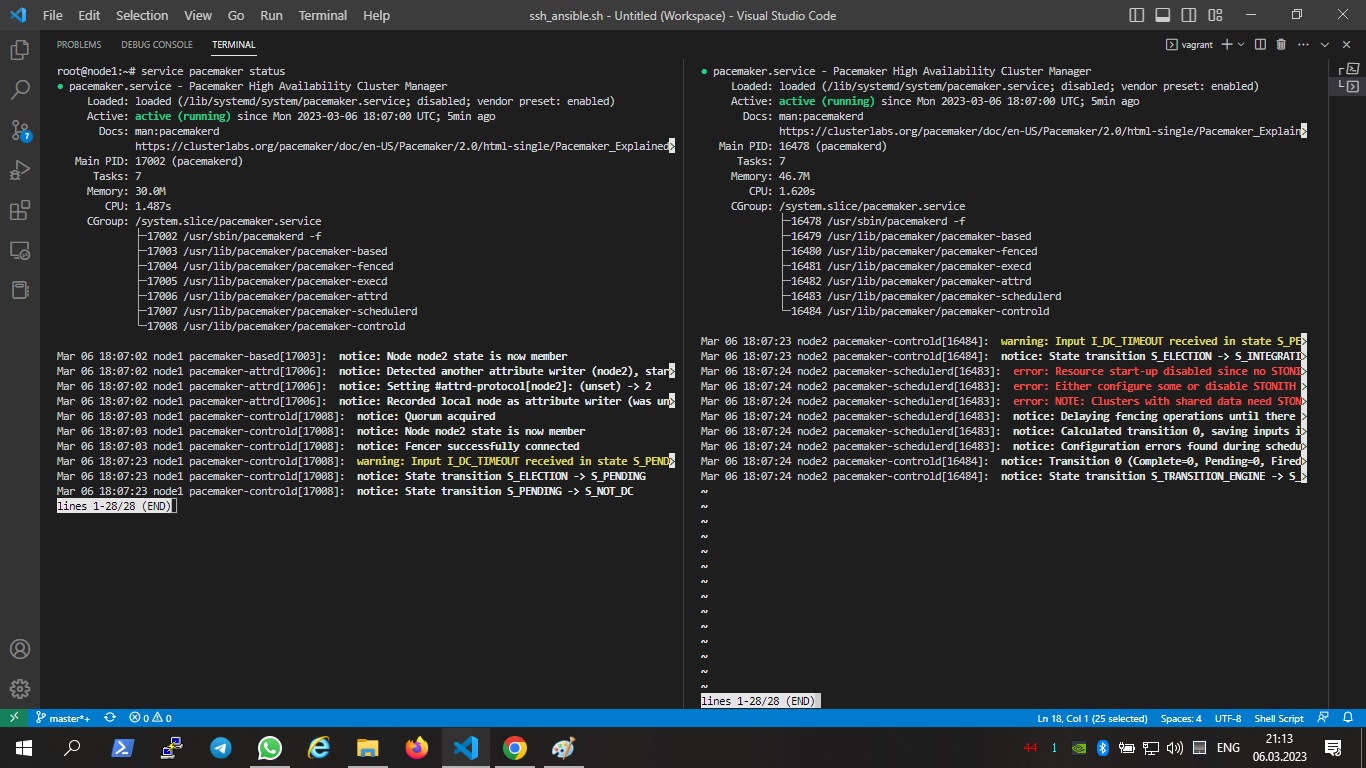 File Edit Selection View Go Run Terminal Help
ssh_ansible.sh - Untitled (Workspace) - Visual Studio Code
PROBLEMS DEBUG CONSOLE TERMINAL
vagrant
root@node1:~# service pacemaker status
● pacemaker.service - Pacemaker High Availability Cluster Manager
Loaded: loaded (/lib/systemd/system/pacemaker.service; disabled; vendor preset: enabled)
Active: active (running) since Mon 2023-03-06 18:07:00 UTC; 5min ago
Docs: man:pacemakerd
https://clusterlabs.org/pacemaker/doc/en-US/Pacemaker/2.0/html-single/Pacemaker_Explained>
Main PID: 17002 (pacemakerd)
Tasks: 7
Memory: 30.0M
CPU: 1.487s
CGroup: /system.slice/pacemaker.service
├─17002 /usr/sbin/pacemakerd -f
├─17003 /usr/lib/pacemaker/pacemaker-based
├─17004 /usr/lib/pacemaker/pacemaker-fenced
├─17005 /usr/lib/pacemaker/pacemaker-execd
├─17006 /usr/lib/pacemaker/pacemaker-attrd
├─17007 /usr/lib/pacemaker/pacemaker-schedulerd
└─17008 /usr/lib/pacemaker/pacemaker-controld
Mar 06 18:07:02 node1 pacemaker-based[17003]: notice: Node node2 state is now member
Mar 06 18:07:02 node1 pacemaker-attrd[17006]: notice: Detected another attribute writer (node2), star>
Mar 06 18:07:02 node1 pacemaker-attrd[17006]: notice: Setting #attrd-protocol[node2]: (unset) -> 2
Mar 06 18:07:02 node1 pacemaker-attrd[17006]: notice: Recorded local node as attribute writer (was un>
Mar 06 18:07:03 node1 pacemaker-controld[17008]: notice: Quorum acquired
Mar 06 18:07:03 node1 pacemaker-controld[17008]: notice: Node node2 state is now member
Mar 06 18:07:03 node1 pacemaker-controld[17008]: notice: Fencer successfully connected
Mar 06 18:07:23 node1 pacemaker-controld[17008]: warning: Input I_DC_TIMEOUT received in state S_PEND>
Mar 06 18:07:23 node1 pacemaker-controld[17008]: notice: State transition S_ELECTION -> S_PENDING
Mar 06 18:07:23 node1 pacemaker-controld[17008]: notice: State transition S_PENDING -> S_NOT_DC
lines 1-28/28 (END)
● pacemaker.service - Pacemaker High Availability Cluster Manager
Loaded: loaded (/lib/systemd/system/pacemaker.service; disabled; vendor preset: enabled)
Active: active (running) since Mon 2023-03-06 18:07:00 UTC; 5min ago
Docs: man:pacemakerd
https://clusterlabs.org/pacemaker/doc/en-US/Pacemaker/2.0/html-single/Pacemaker_Explain>
Main PID: 16478 (pacemakerd)
Tasks: 7
Memory: 46.7M
CPU: 1.620s
CGroup: /system.slice/pacemaker.service
├─16478 /usr/sbin/pacemakerd -f
├─16479 /usr/lib/pacemaker/pacemaker-based
├─16480 /usr/lib/pacemaker/pacemaker-fenced
├─16481 /usr/lib/pacemaker/pacemaker-execd
├─16482 /usr/lib/pacemaker/pacemaker-attrd
├─16483 /usr/lib/pacemaker/pacemaker-schedulerd
└─16484 /usr/lib/pacemaker/pacemaker-controld
Mar 06 18:07:23 node2 pacemaker-controld[16484]: warning: Input I_DC_TIMEOUT received in state S_PE>
Mar 06 18:07:23 node2 pacemaker-controld[16484]: notice: State transition S_ELECTION -> S_INTEGRATI>
Mar 06 18:07:24 node2 pacemaker-schedulerd[16483]: error: Resource start-up disabled since no STONI>
Mar 06 18:07:24 node2 pacemaker-schedulerd[16483]: error: Either configure some or disable STONITH >
Mar 06 18:07:24 node2 pacemaker-schedulerd[16483]: error: NOTE: Clusters with shared data need STON>
Mar 06 18:07:24 node2 pacemaker-schedulerd[16483]: notice: Delaying fencing operations until there >
Mar 06 18:07:24 node2 pacemaker-schedulerd[16483]: notice: Calculated transition 0, saving inputs i>
Mar 06 18:07:24 node2 pacemaker-schedulerd[16483]: notice: Configuration errors found during schedu>
Mar 06 18:07:24 node2 pacemaker-controld[16484]: notice: Transition 0 (Complete=0, Pending=0, Fired>
Mar 06 18:07:24 node2 pacemaker-controld[16484]: notice: State transition S_TRANSITION_ENGINE -> S_>
~
~
~
~
~
~
~
~
~
~
~
~
~
~
lines 1-28/28 (END)
7
master*+ 0 0
Ln 18, Col 1 (25 selected) Spaces: 4 UTF-8 Shell Script
44 1 ENG
21:13
06.03.2023